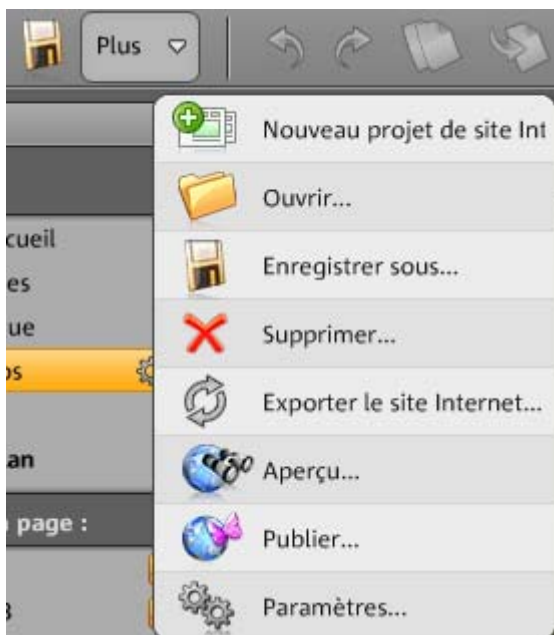 Plus
Nouveau projet de site Int
Ouvrir...
cueil
Enregistrer sous...
es
ue
Supprimer...
os
Exporter le site Internet...
an
Aperçu...
page :
Publier...
Paramètres...